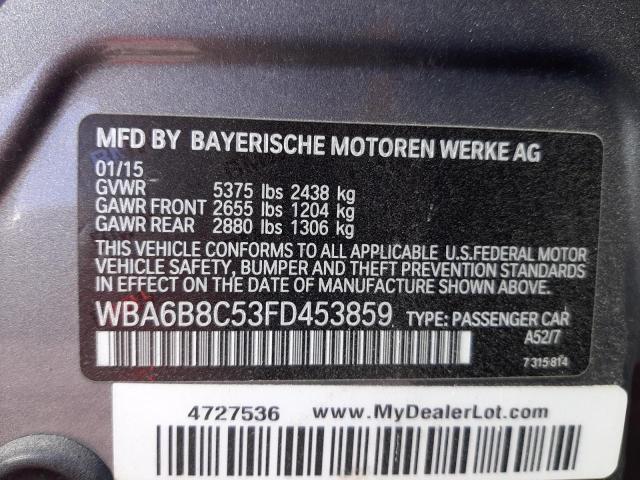 MFD BY BAYERISCHE MOTOREN WERKE AG
01/15
GVWR 5375 lbs 2438 kg
GAWR FRONT 2655 lbs 1204 kg
GAWR REAR 2880 lbs 1306 kg
THIS VEHICLE CONFORMS TO ALL APPLICABLE U.S.FEDERAL MOTOR
VEHICLE SAFETY, BUMPER AND THEFT PREVENTION STANDARDS
IN EFFECT ON THE DATE OF MANUFACTURE SHOWN ABOVE.
WBA6B8C53FD453859 TYPE: PASSENGER CAR
A52/7
7 315 814
4727536 www.MyDealerLot.com